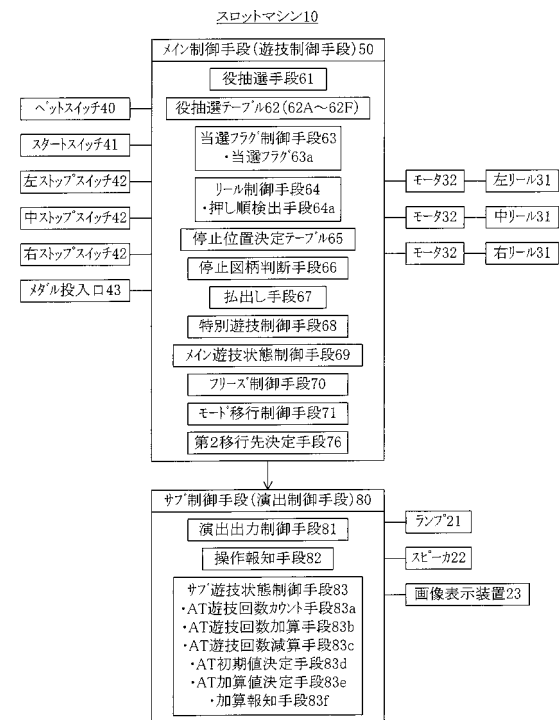 スロットマシン10
メイン制御手段(遊技制御手段)50
役抽選手段61
役抽選テーブル62(62A～62F)
当選フラグ制御手段63
・当選フラグ63a
リール制御手段64
・押し順検出手段64a
停止位置決定テーブル65
停止図柄判断手段66
払出し手段67
特別遊技制御手段68
メイン遊技状態制御手段69
フリーズ制御手段70
モード移行制御手段71
第2移行先決定手段76
ベットスイッチ40
スタートスイッチ41
左ストップスイッチ42
中ストップスイッチ42
右ストップスイッチ42
メダル投入口43
モータ32
左リール31
モータ32
中リール31
モータ32
右リール31
サブ制御手段(演出制御手段)80
演出出力制御手段81
操作報知手段82
サブ遊技状態制御手段83
・AT遊技回数カウント手段83a
・AT遊技回数加算手段83b
・AT遊技回数減算手段83c
・AT初期値決定手段83d
・AT加算値決定手段83e
・加算報知手段83f
ランプ21
スピーカ22
画像表示装置23